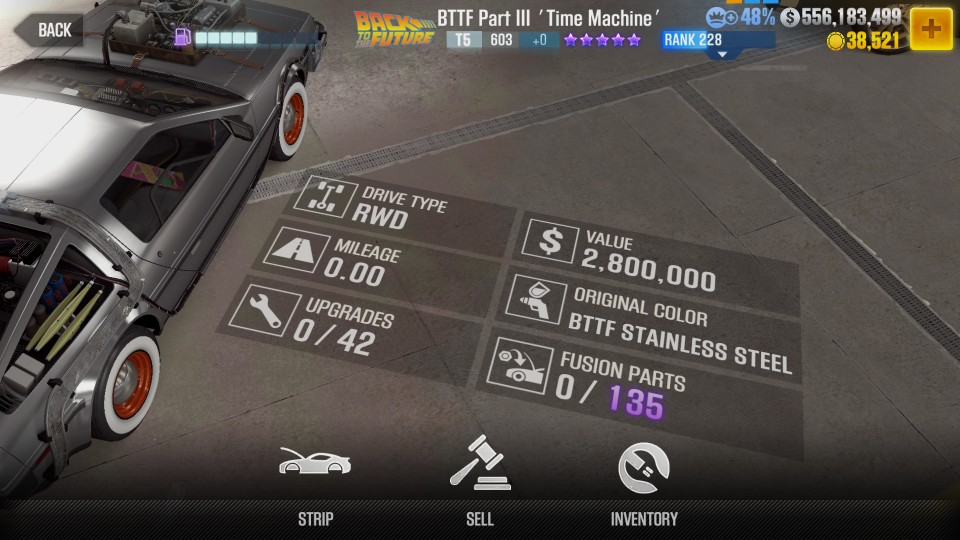 BACK
BACK TO THE FUTURE
BTTF Part III 'Time Machine'
48%
$556,183,499
T5 603 +0
RANK 228
38,521
DRIVE TYPE
RWD
MILEAGE
0.00
UPGRADES
0/42
VALUE
2,800,000
ORIGINAL COLOR
BTTF STAINLESS STEEL
FUSION PARTS
0/ 135
STRIP
SELL
INVENTORY